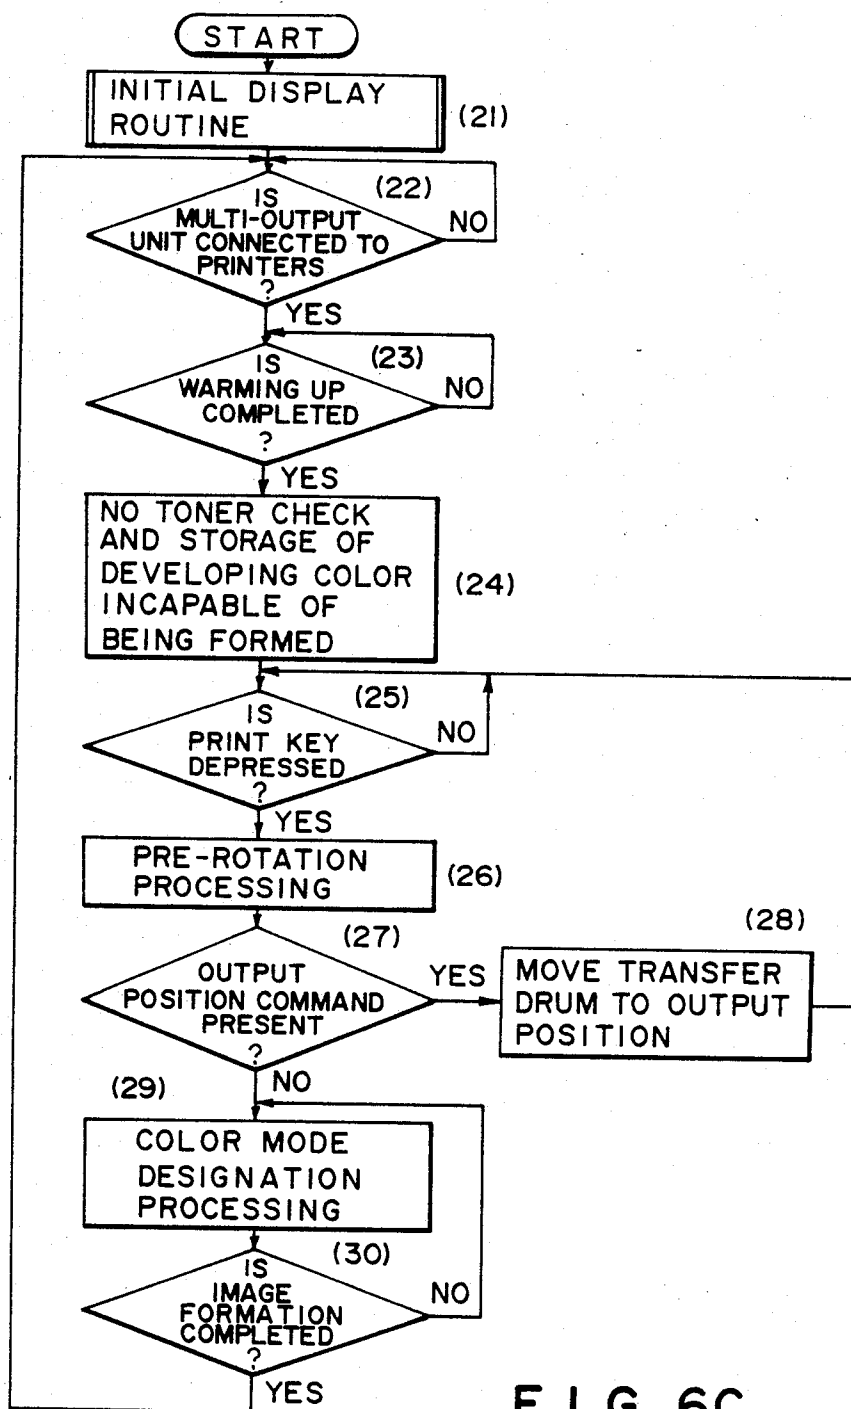 START
INITIAL DISPLAY
ROUTINE
(21)
(22)
IS
MULTI-OUTPUT
UNIT CONNECTED TO
PRINTERS
?
NO
YES
(23)
IS
WARMING UP
COMPLETED
?
NO
YES
NO TONER CHECK
AND STORAGE OF
DEVELOPING COLOR
INCAPABLE OF
BEING FORMED
(24)
(25)
IS
PRINT KEY
DEPRESSED
?
NO
YES
PRE-ROTATION
PROCESSING
(26)
(27)
OUTPUT
POSITION COMMAND
PRESENT
?
YES
(28)
MOVE TRANSFER
DRUM TO OUTPUT
POSITION
NO
(29)
COLOR MODE
DESIGNATION
PROCESSING
(30)
IS
IMAGE
FORMATION
COMPLETED
?
NO
YES
FIG. 6C